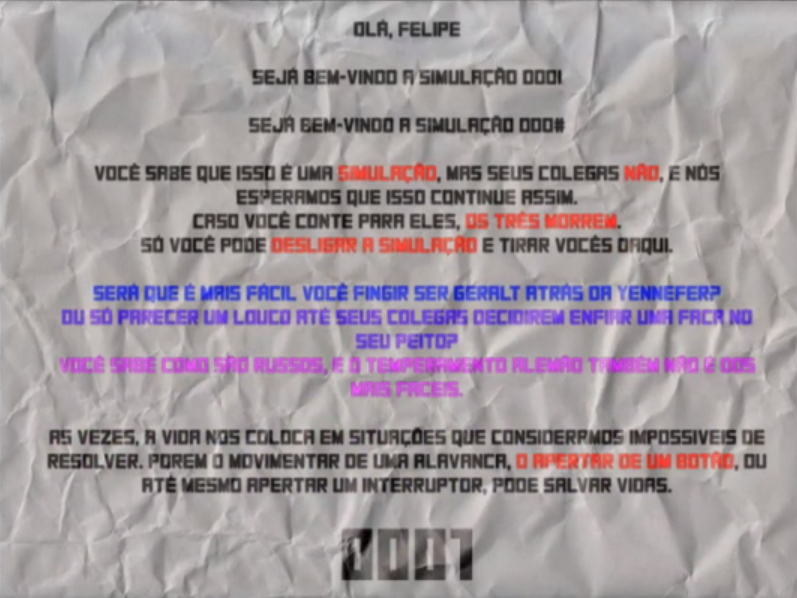 OLÁ, FELIPE
SEJA BEM-VINDO A SIMULAÇÃO 0001
SEJA BEM-VINDO A SIMULAÇÃO 000#
VOCÊ SABE QUE ISSO É UMA SIMULAÇÃO, MAS SEUS COLEGAS NÃO, E NÓS
ESPERAMOS QUE ISSO CONTINUE ASSIM.
CASO VOCÊ CONTE PARA ELES, OS TRÊS MORREM.
SÓ VOCÊ PODE DESLIGAR A SIMULAÇÃO E TIRAR VOCÊS DAQUI.
SERÁ QUE É MAIS FÁCIL VOCÊ FINGIR SER GERALT ATRÁS DA YENNEFER?
OU SÓ PARECER UM LOUCO ATÉ SEUS COLEGAS DECIDIREM ENFIAR UMA FACA NO
SEU PEITO?
VOCÊ SABE COMO SÃO RUSSOS, E O TEMPERAMENTO ALEMÃO TAMBÉM NÃO É DOS
MAIS FACEIS.
AS VEZES, A VIDA NOS COLOCA EM SITUAÇÕES QUE CONSIDERAMOS IMPOSSIVEIS DE
RESOLVER. POREM O MOVIMENTAR DE UMA ALAVANCA, O APERTAR DE UM BOTÃO, OU
ATÉ MESMO APERTAR UM INTERRUPTOR, PODE SALVAR VIDAS.
0001